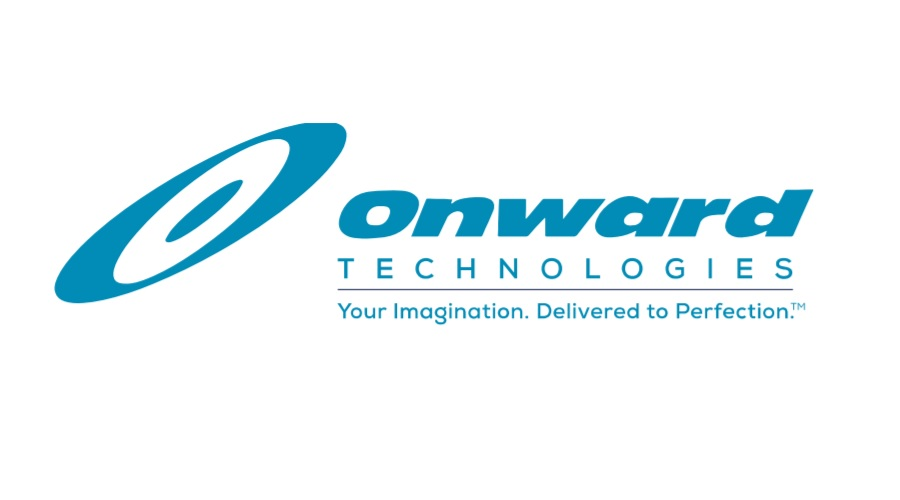 Onward
TECHNOLOGIES
Your Imagination. Delivered to Perfection.™